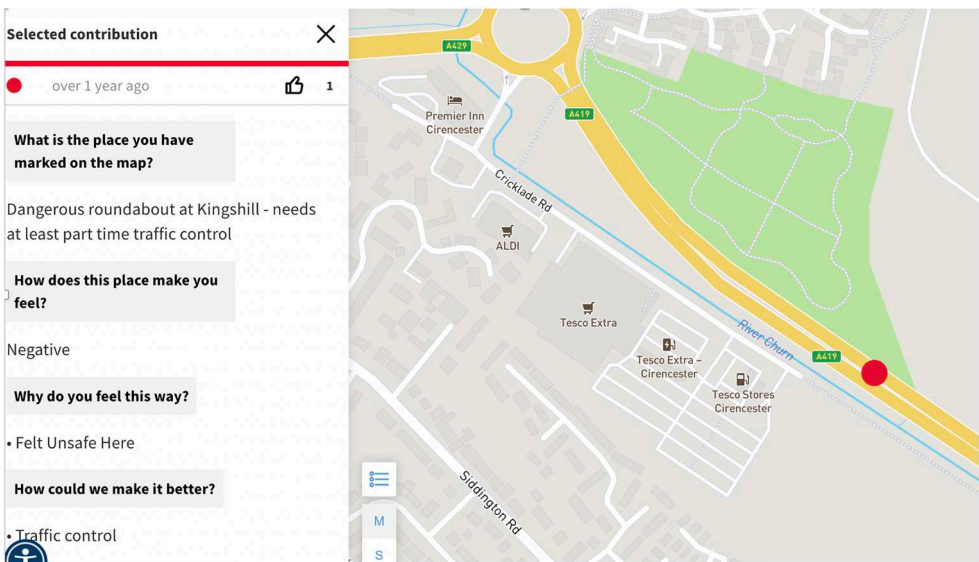 Selected contribution
over 1 year ago
1
What is the place you have
marked on the map?
Dangerous roundabout at Kingshill - needs
at least part time traffic control
How does this place make you
feel?
Negative
Why do you feel this way?
• Felt Unsafe Here
How could we make it better?
• Traffic control
A429
A419
Premier Inn
Cirencester
Cricklade Rd
ALDI
Tesco Extra
River Churn
A419
Tesco Extra –
Cirencester
Tesco Stores
Cirencester
Siddington Rd
M
S